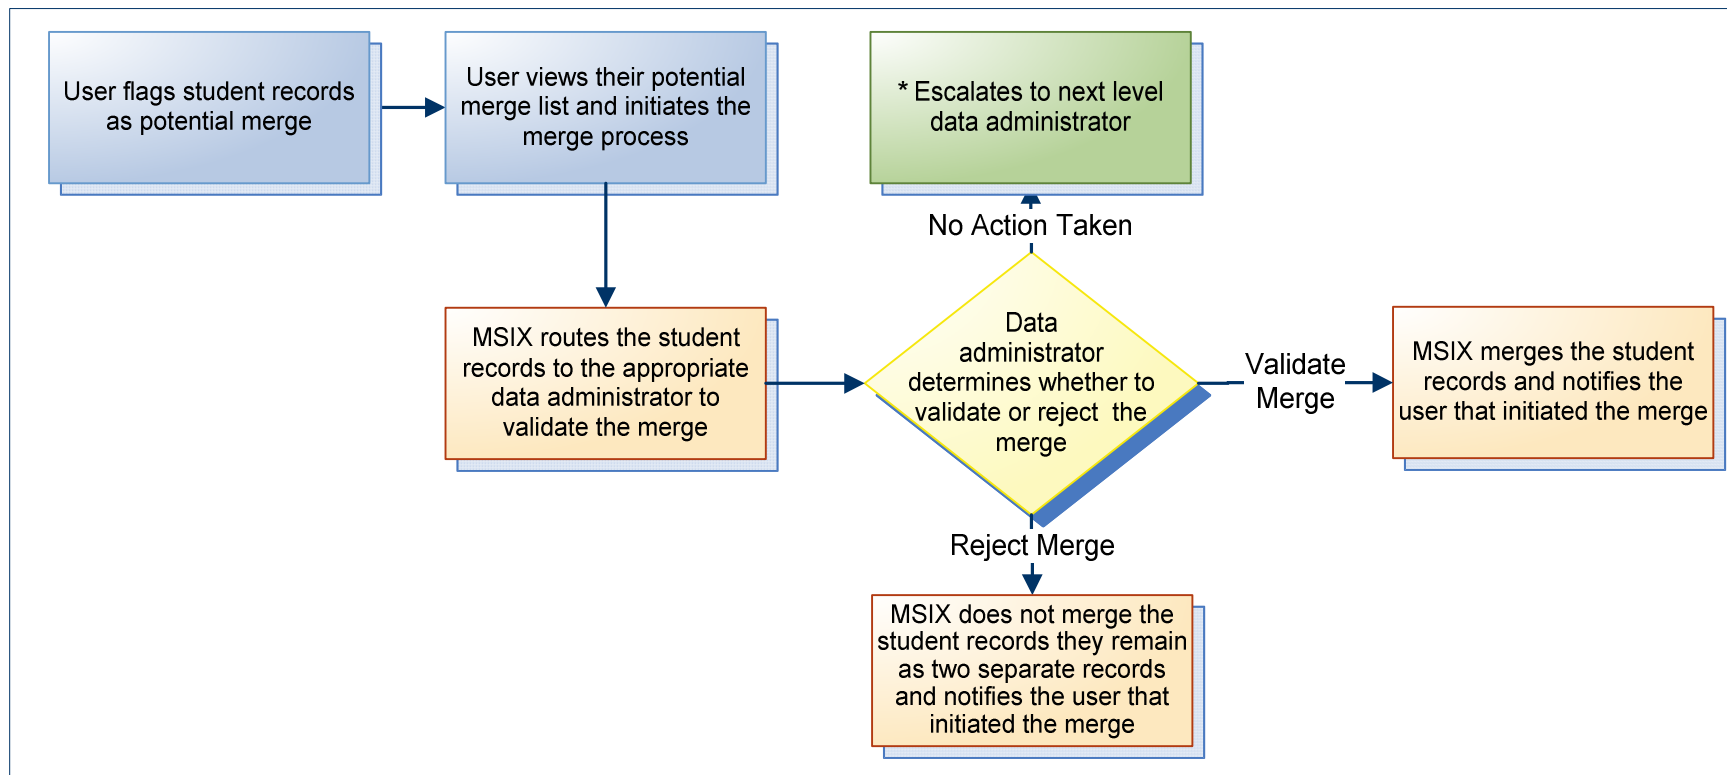 User flags student records
as potential merge
User views their potential
merge list and initiates the
merge process
* Escalates to next level
data administrator
No Action Taken
MSIX routes the student
records to the appropriate
data administrator to
validate the merge
Data
administrator
determines whether to
validate or reject the
merge
Validate
Merge
MSIX merges the student
records and notifies the
user that initiated the merge
Reject Merge
MSIX does not merge the
student records they remain
as two separate records
and notifies the user that
initiated the merge